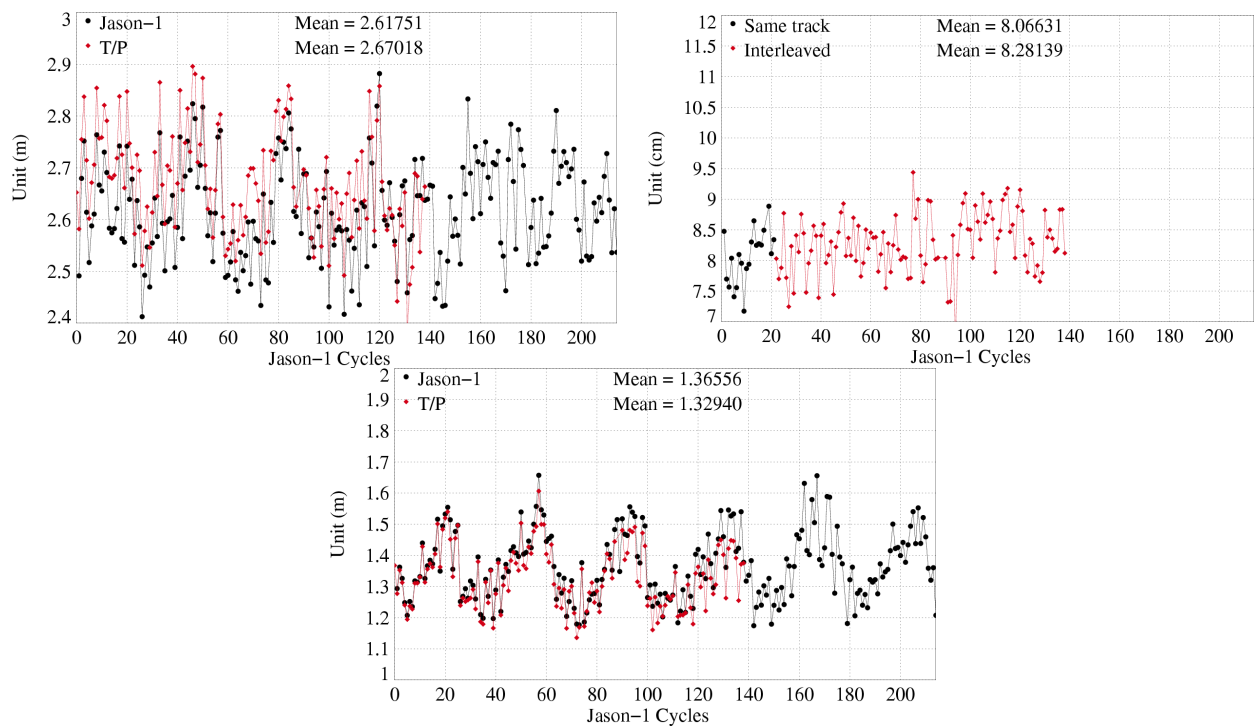 Jason−1 Mean = 2.61751
T/P Mean = 2.67018
3
2.9
2.8
2.7
2.6
2.5
2.4
Unit (m)
0 20 40 60 80 100 120 140 160 180 200
Jason−1 Cycles
Same track Mean = 8.06631
Interleaved Mean = 8.28139
12
11.5
11
10.5
10
9.5
9
8.5
8
7.5
7
Unit (cm)
0 20 40 60 80 100 120 140 160 180 200
Jason−1 Cycles
Jason−1 Mean = 1.36556
T/P Mean = 1.32940
2
1.9
1.8
1.7
1.6
1.5
1.4
1.3
1.2
1.1
1
Unit (m)
0 20 40 60 80 100 120 140 160 180 200
Jason−1 Cycles